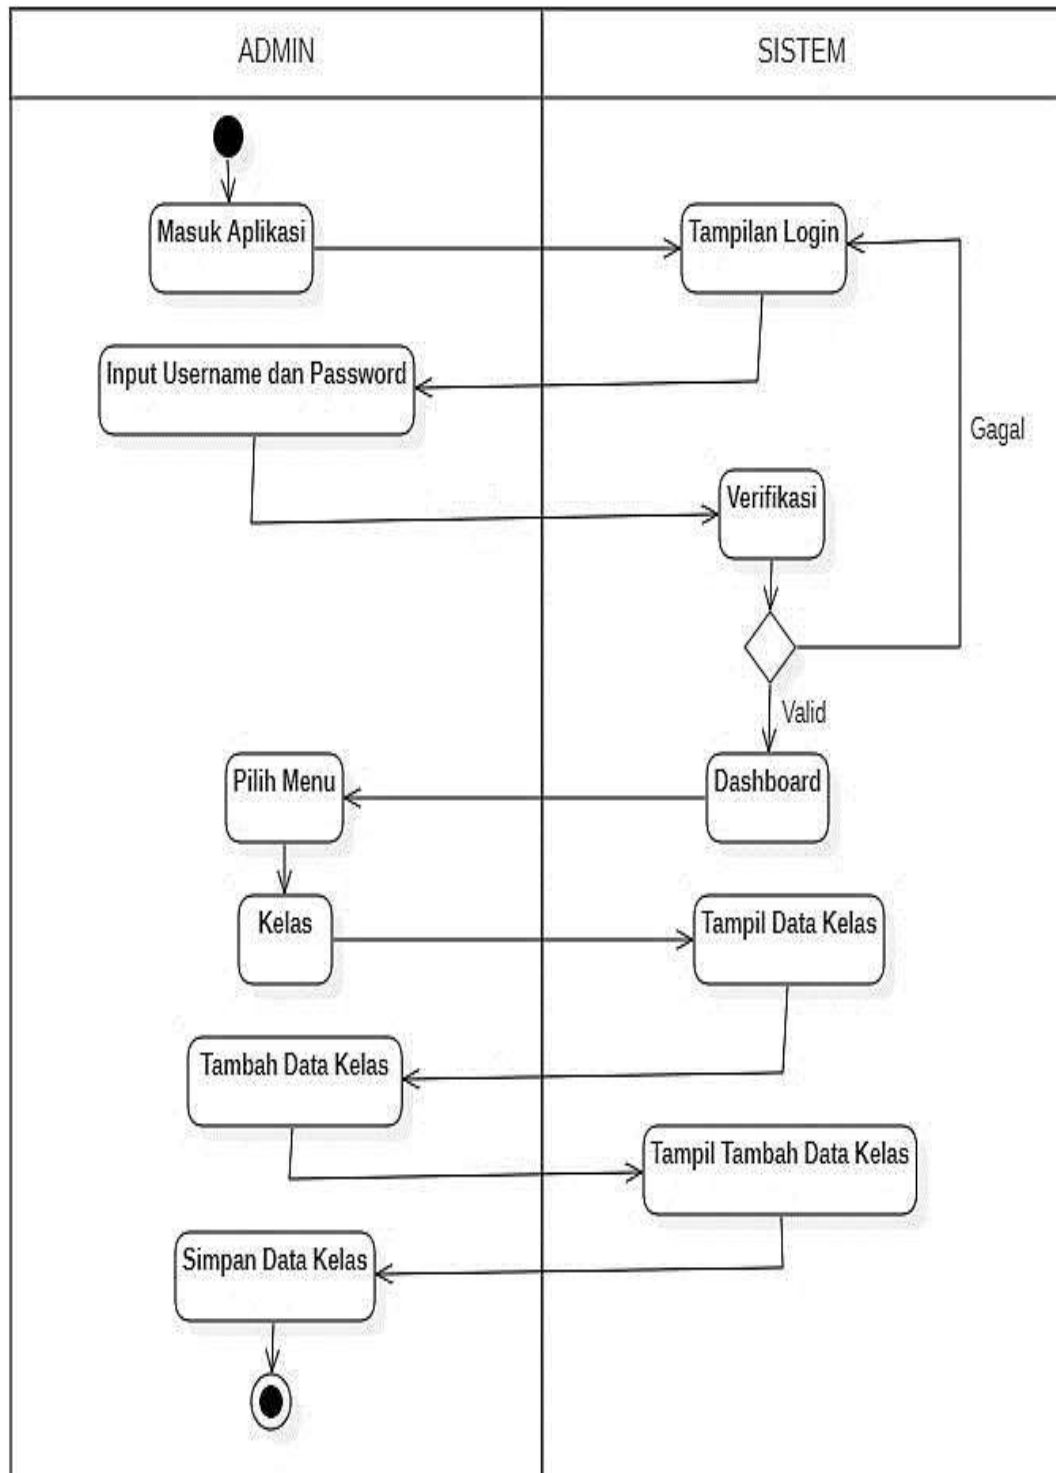 ADMIN
SISTEM
Masuk Aplikasi
Tampilan Login
Input Username dan Password
Gagal
Verifikasi
Valid
Pilih Menu
Dashboard
Kelas
Tampil Data Kelas
Tambah Data Kelas
Tampil Tambah Data Kelas
Simpan Data Kelas